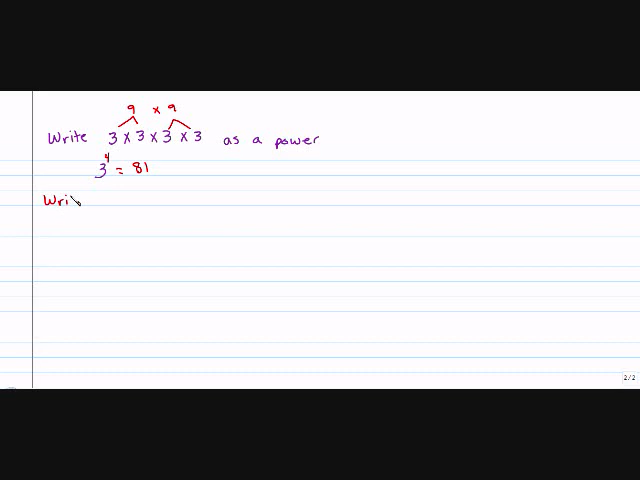 9 x 9
Write 3 x 3 x 3 x 3 as a power
3⁴ = 81
Wri
2/2